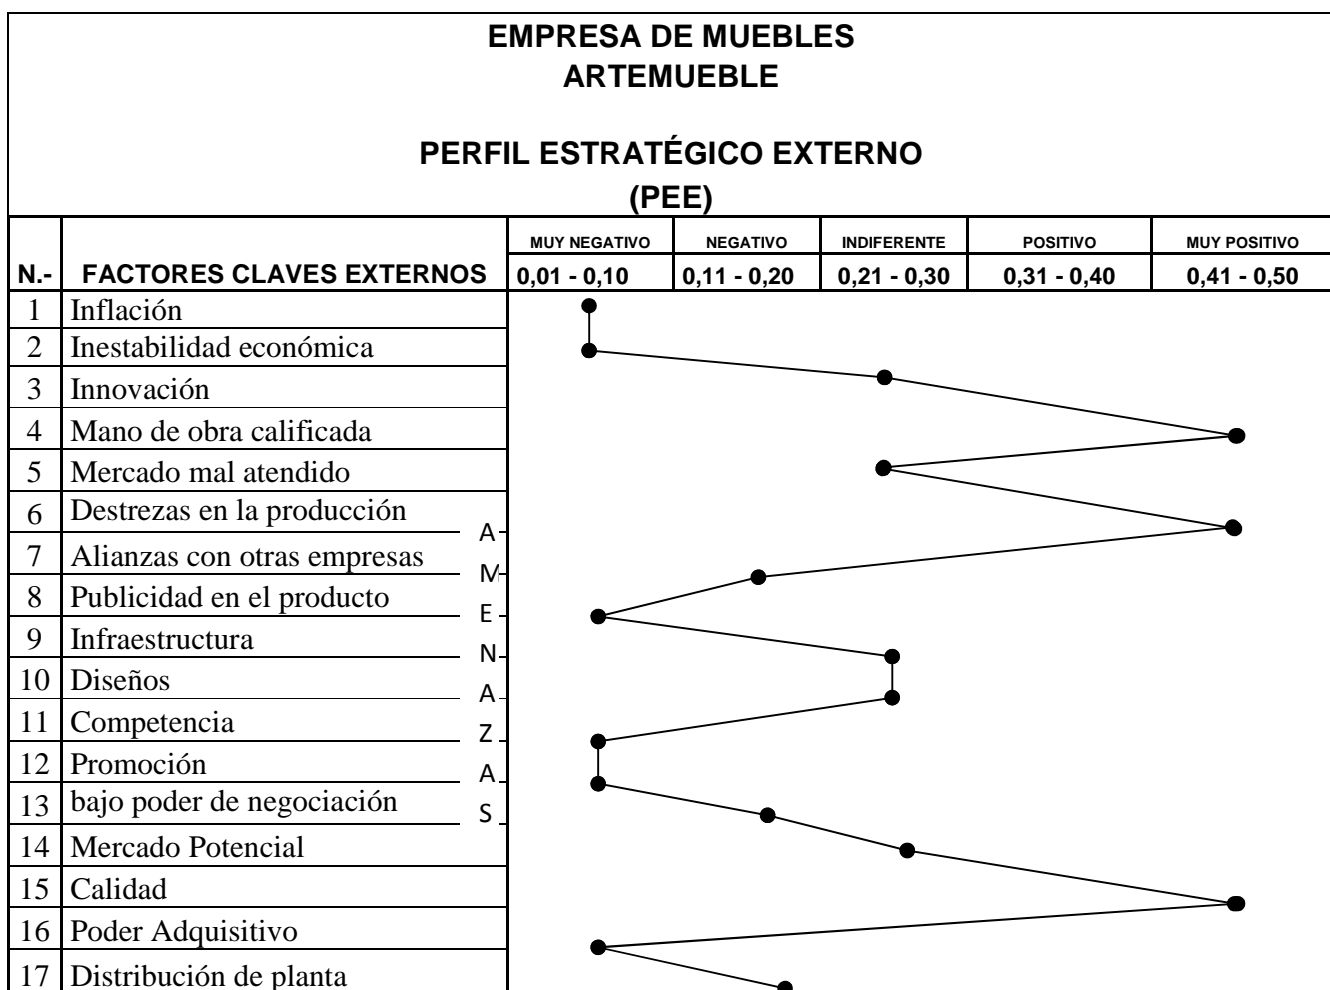 EMPRESA DE MUEBLES
ARTEMUEBLE
PERFIL ESTRATÉGICO EXTERNO
(PEE)
MUY NEGATIVO NEGATIVO INDIFERENTE POSITIVO MUY POSITIVO
N.- FACTORES CLAVES EXTERNOS 0,01 - 0,10 0,11 - 0,20 0,21 - 0,30 0,31 - 0,40 0,41 - 0,50
1 Inflación
2 Inestabilidad económica
3 Innovación
4 Mano de obra calificada
5 Mercado mal atendido
6 Destrezas en la producción
7 Alianzas con otras empresas
8 Publicidad en el producto
9 Infraestructura
10 Diseños
11 Competencia
12 Promoción
13 bajo poder de negociación
14 Mercado Potencial
15 Calidad
16 Poder Adquisitivo
17 Distribución de planta
AMENAZAS